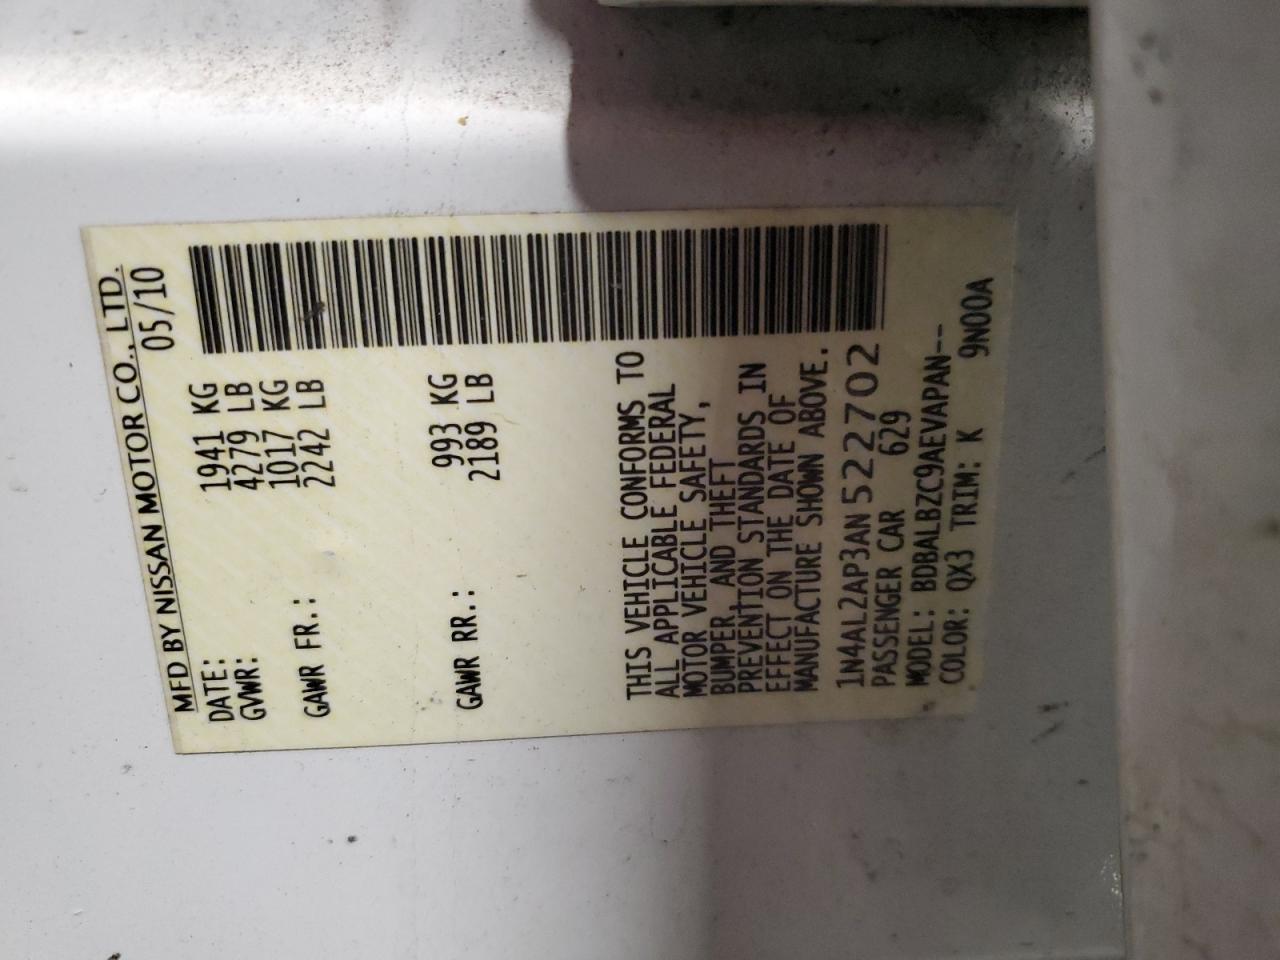 MFD BY NISSAN MOTOR CO., LTD.
DATE: 05/10
GVWR: 1941 KG
4279 LB
GAWR FR.: 1017 KG
2242 LB
GAWR RR.: 993 KG
2189 LB
THIS VEHICLE CONFORMS TO
ALL APPLICABLE FEDERAL
MOTOR VEHICLE SAFETY,
BUMPER, AND THEFT
PREVENTION STANDARDS IN
EFFECT ON THE DATE OF
MANUFACTURE SHOWN ABOVE.
1N4AL2AP3AN522702
PASSENGER CAR 629
MODEL: BDBALBZC9AEVAPAN--
COLOR: QX3 TRIM: K 9N00A